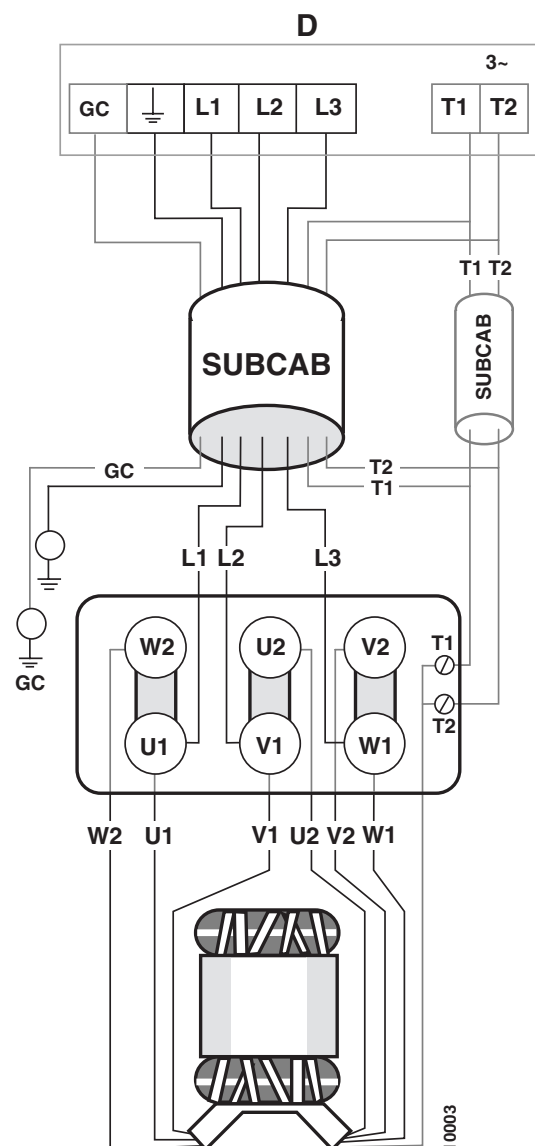 D
3~
GC L1 L2 L3 T1 T2
T1 T2
SUBCAB
SUBCAB
GC
T2
T1
L1 L2 L3
GC
W2 U2 V2
T1
U1 V1 W1
T2
W2 U1 V1 U2 V2 W1
0003